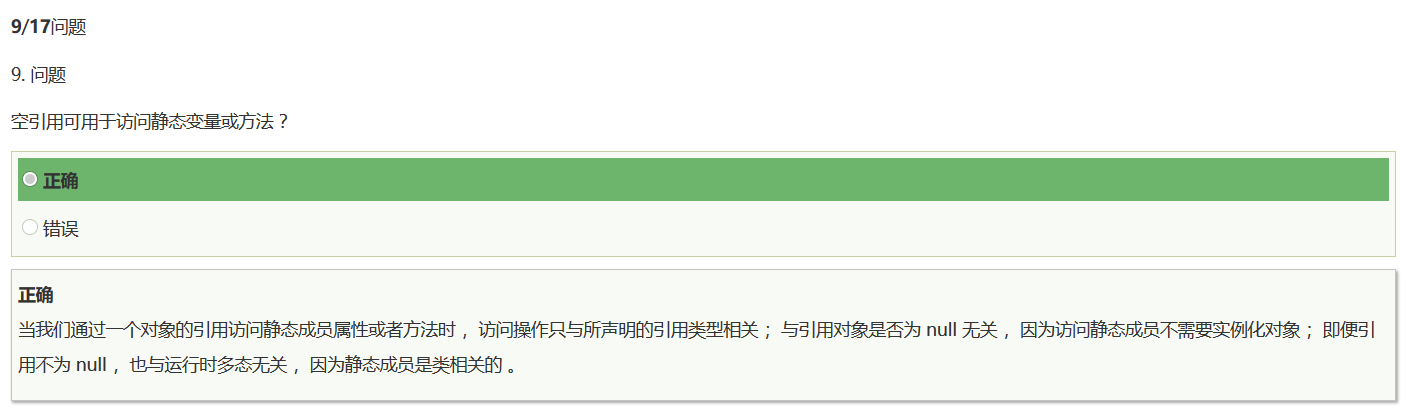 9/17问题
9. 问题
空引用可用于访问静态变量或方法？
正确
错误
正确
当我们通过一个对象的引用访问静态成员属性或者方法时，访问操作只与所声明的引用类型相关；与引用对象是否为 null 无关，因为访问静态成员不需要实例化对象；即便引
用不为 null，也与运行时多态无关，因为静态成员是类相关的。